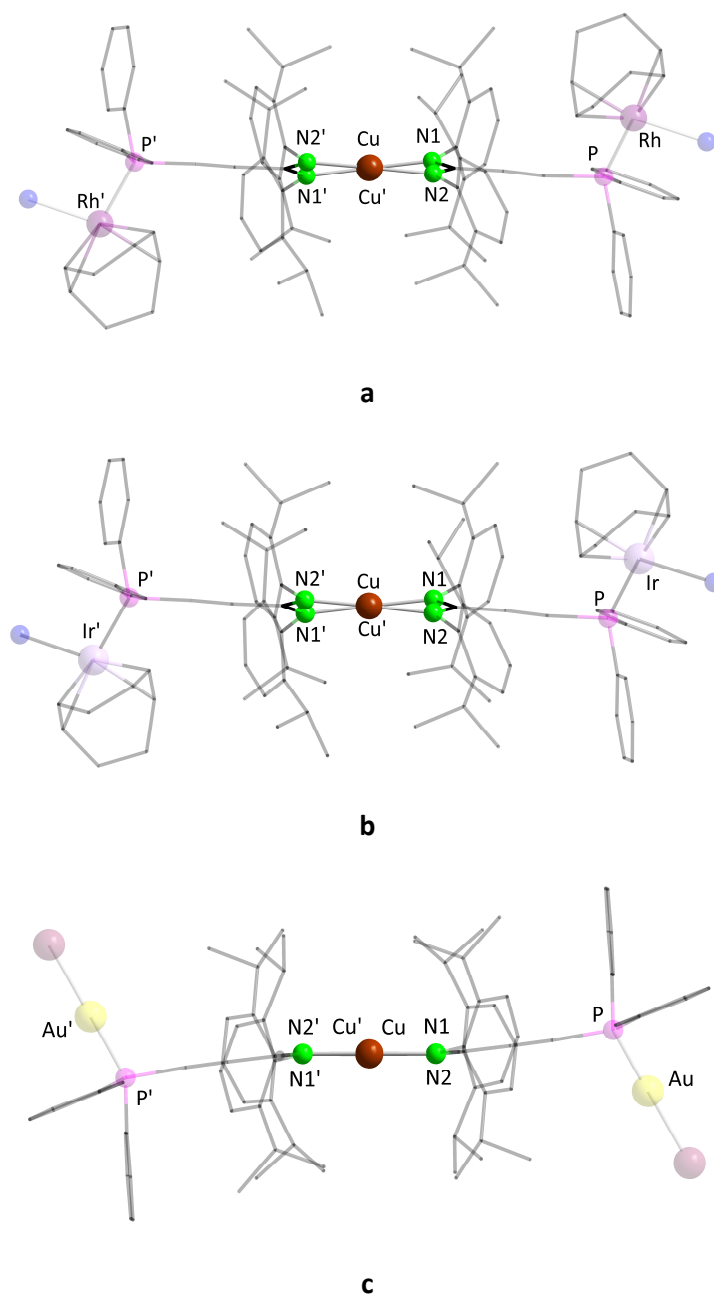 P' N2' Cu N1 Rh
Rh' N1' Cu' N2 P
a
P' N2' Cu N1 Ir
Ir' N1' Cu' N2 P
b
Au' N2' Cu' Cu N1 P
P' N1' N2 Au
c